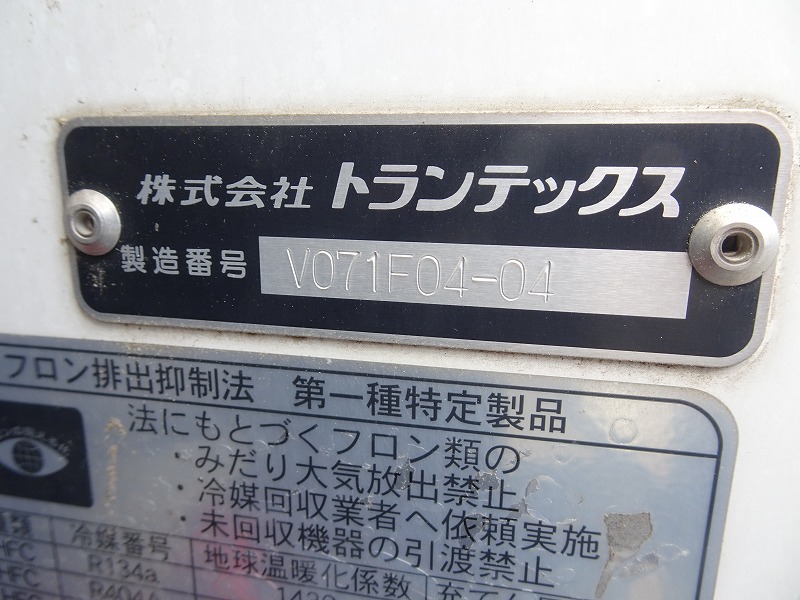 株式会社 トランテックス
製造番号 V071F04-04
フロン排出抑制法 第一種特定製品
法にもとづくフロン類の
・みだり大気放出禁止
・冷媒回収業者へ依頼実施
・未回収機器の引渡禁止
冷媒番号 地球温暖化係数
HFC R134a
HFC R404A
HFC